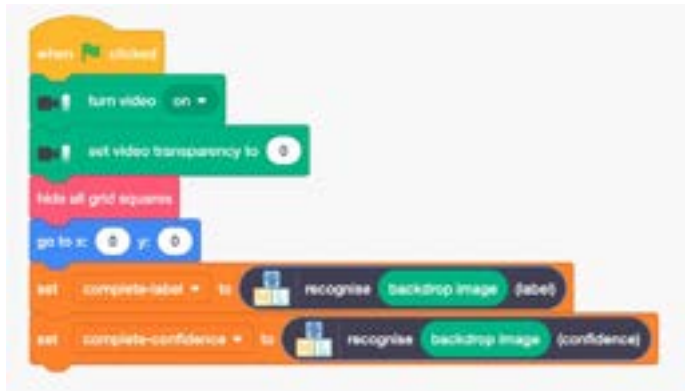 when clicked
turn video on
set video transparency to 0
hide all grid squares
go to x: 0 y: 0
set complete-label to recognise backdrop image (label)
set complete-confidence to recognise backdrop image (confidence)